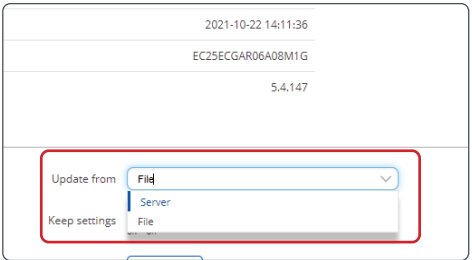 2021-10-22 14:11:36
EC25ECGAR06A08M1G
5.4.147
Update from File
Server
Keep settings
File